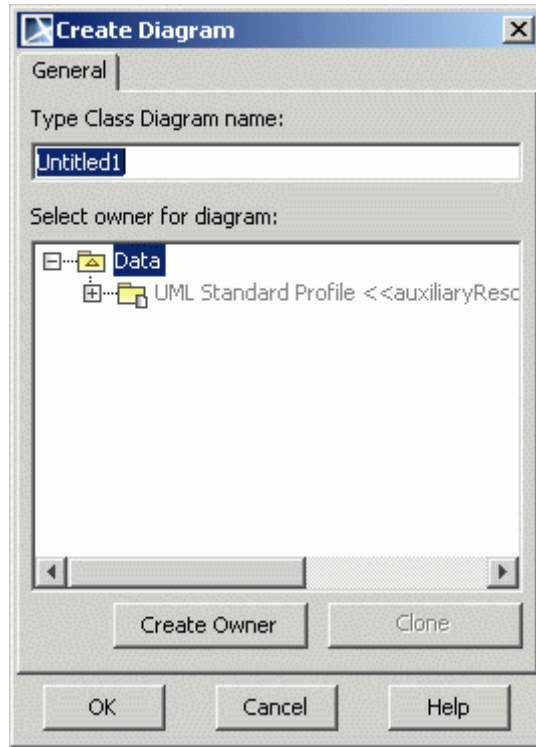 Create Diagram
General
Type Class Diagram name:
Untitled1
Select owner for diagram:
Data
UML Standard Profile <<auxiliaryResc
Create Owner
Clone
OK
Cancel
Help